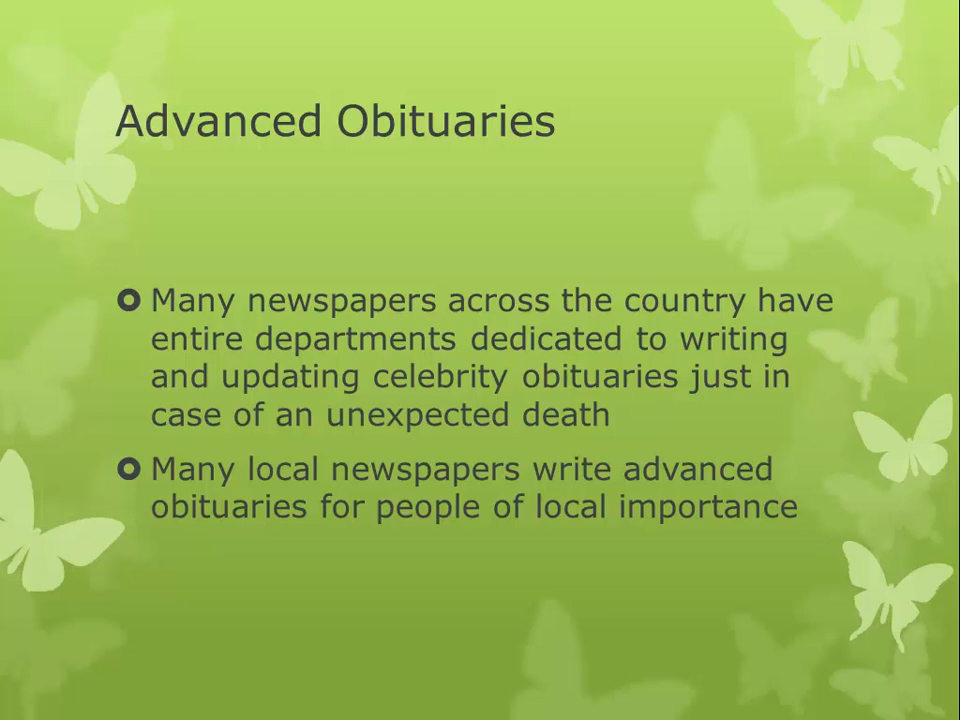 Advanced Obituaries
Many newspapers across the country have
entire departments dedicated to writing
and updating celebrity obituaries just in
case of an unexpected death
Many local newspapers write advanced
obituaries for people of local importance